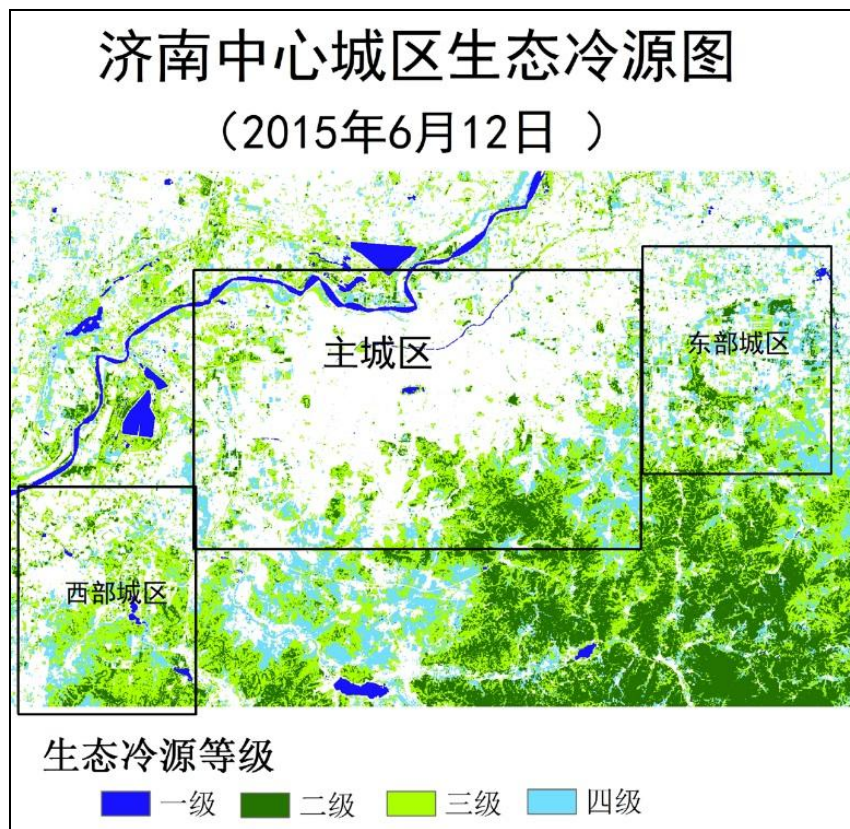 济南中心城区生态冷源图
（2015年6月12日 ）
主城区
东部城区
西部城区
生态冷源等级
一级 二级 三级 四级